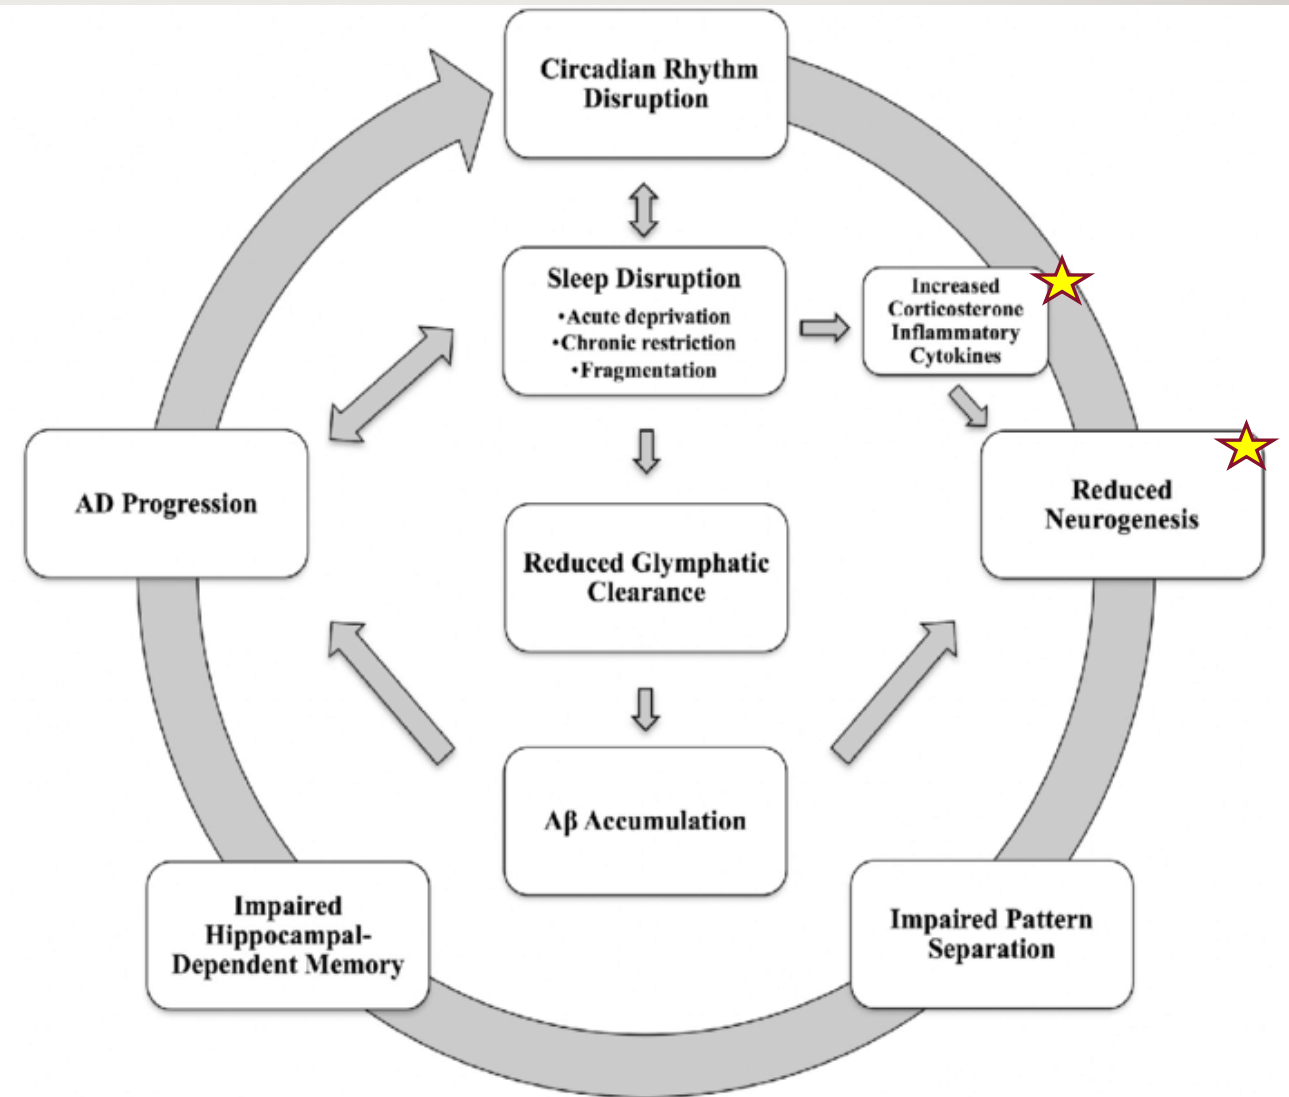 Circadian Rhythm
Disruption
Sleep Disruption
•Acute deprivation
•Chronic restriction
•Fragmentation
Increased
Corticosterone
Inflammatory
Cytokines
AD Progression
Reduced
Neurogenesis
Reduced Glymphatic
Clearance
Aβ Accumulation
Impaired
Hippocampal-
Dependent Memory
Impaired Pattern
Separation